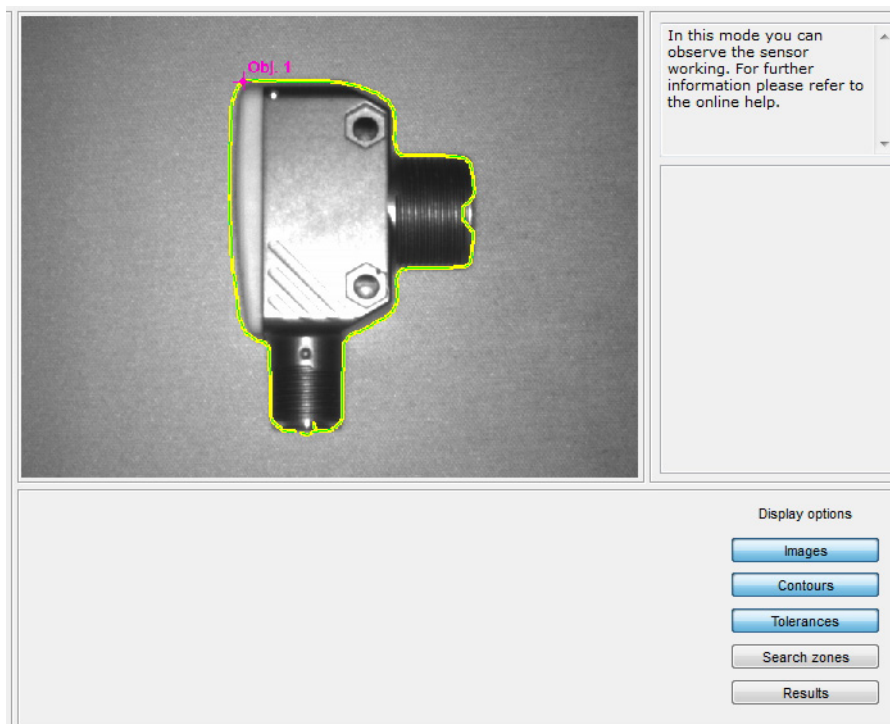 Obj. 1
In this mode you can
observe the sensor
working. For further
information please refer to
the online help.
Display options
Images
Contours
Tolerances
Search zones
Results